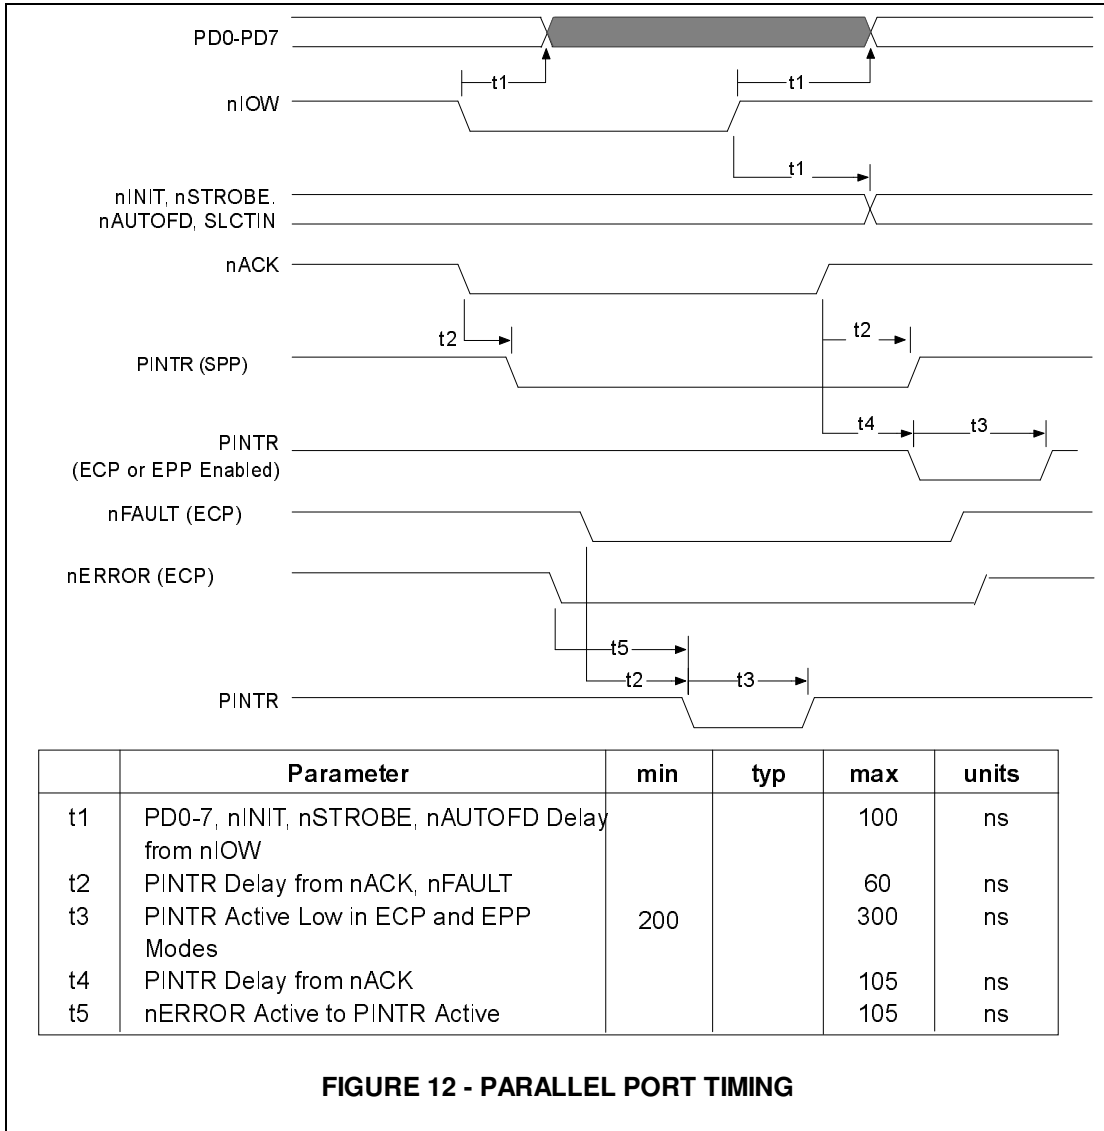 PD0-PD7
t1
t1
nIOW
t1
nINIT, nSTROBE.
nAUTOFD, SLCTIN
nACK
t2
t2
PINTR (SPP)
t4
t3
PINTR
(ECP or EPP Enabled)
nFAULT (ECP)
nERROR (ECP)
t5
t2
t3
PINTR
Parameter min typ max units
t1 PD0-7, nINIT, nSTROBE, nAUTOFD Delay 100 ns
from nIOW
t2 PINTR Delay from nACK, nFAULT 60 ns
t3 PINTR Active Low in ECP and EPP 200 300 ns
Modes
t4 PINTR Delay from nACK 105 ns
t5 nERROR Active to PINTR Active 105 ns
FIGURE 12 - PARALLEL PORT TIMING